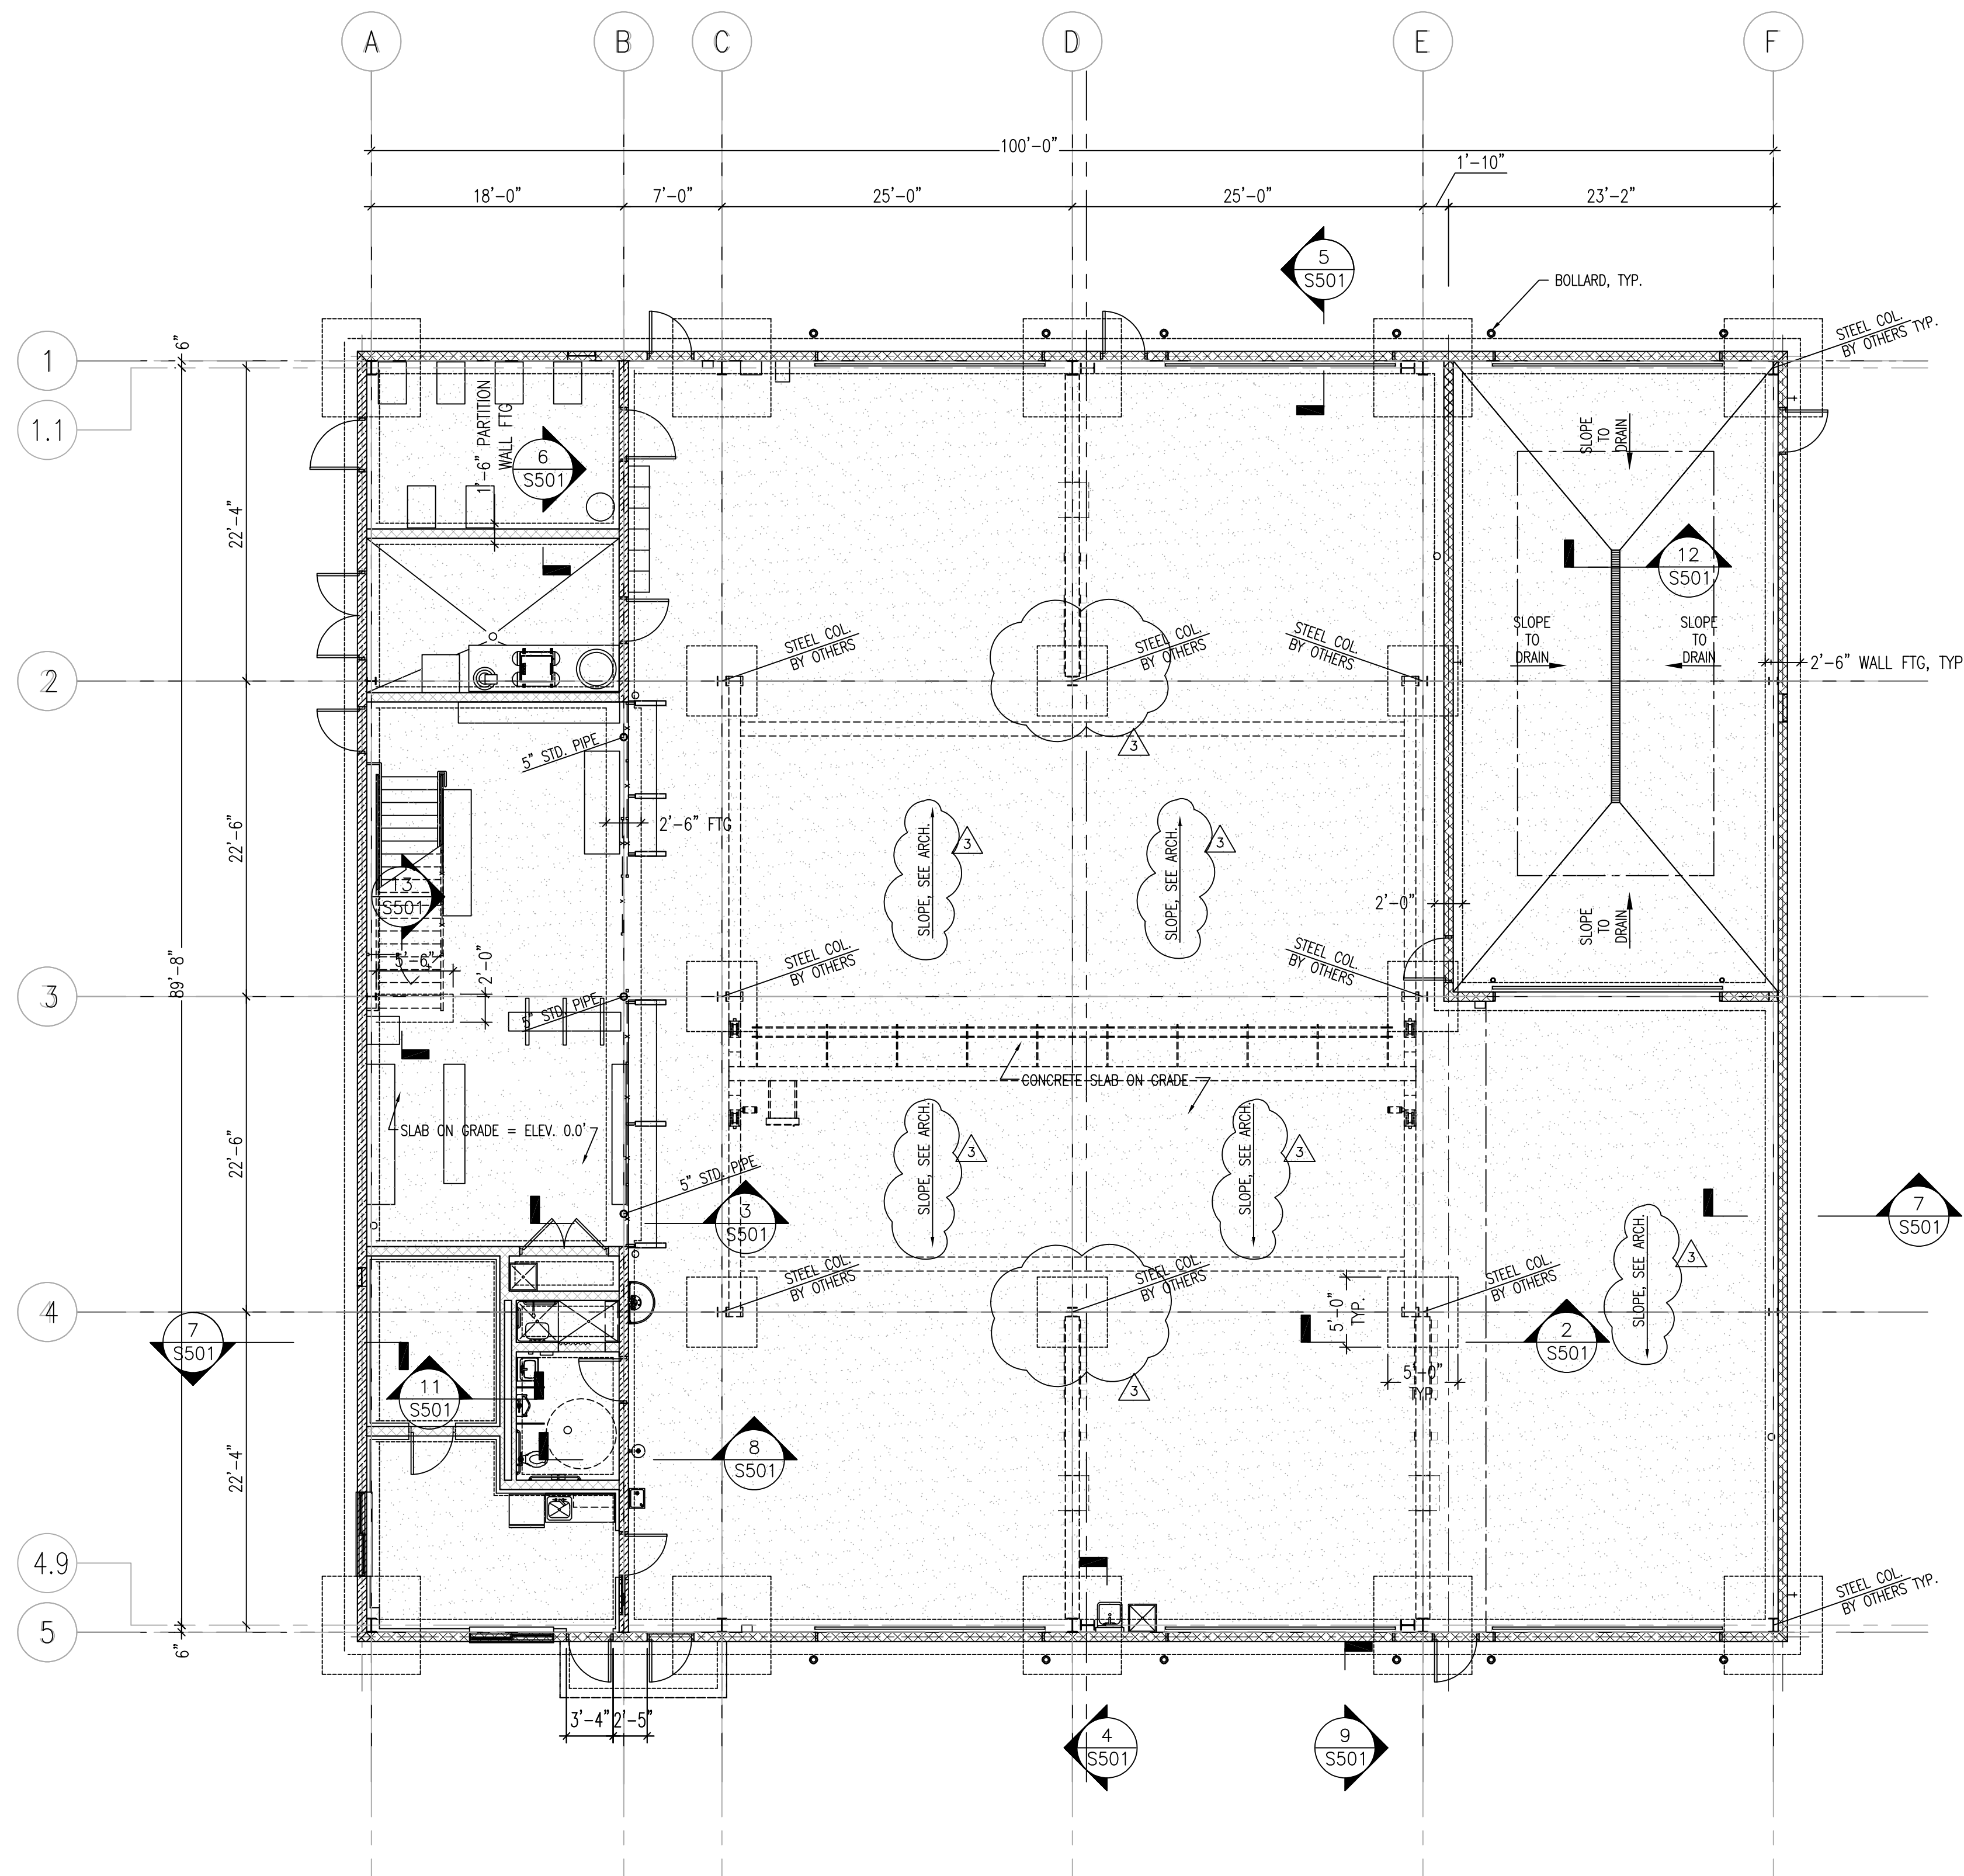 A
B
C
D
E
F
100'-0"
1'-10"
18'-0"
7'-0"
25'-0"
25'-0"
23'-2"
5
S501
BOLLARD, TYP.
STEEL COL.
BY OTHERS TYP.
6"
1
1.1
1'-6" PARTITION
WALL FTG
6
S501
SLOPE
TO
DRAIN
22'-4"
12
S501
STEEL COL.
BY OTHERS
STEEL COL.
BY OTHERS
STEEL COL.
BY OTHERS
SLOPE
TO
DRAIN
SLOPE
TO
DRAIN
2'-6" WALL FTG, TYP
2
5" STD. PIPE
3
2'-6" FTG
22'-6"
SLOPE, SEE ARCH.
3
SLOPE, SEE ARCH.
3
13
S501
2'-0"
SLOPE
TO
DRAIN
5'-6"
2'-0"
STEEL COL.
BY OTHERS
STEEL COL.
BY OTHERS
89'-8"
3
5" STD. PIPE
CONCRETE SLAB ON GRADE
SLAB ON GRADE = ELEV. 0.0'
22'-6"
SLOPE, SEE ARCH.
3
SLOPE, SEE ARCH.
3
5" STD. PIPE
3
S501
7
S501
SLOPE, SEE ARCH.
3
STEEL COL.
BY OTHERS
STEEL COL.
BY OTHERS
STEEL COL.
BY OTHERS
4
7
S501
5'-0"
TYP.
2
S501
5'-0"
TYP.
3
11
S501
8
S501
22'-4"
4.9
5
6"
STEEL COL.
BY OTHERS TYP.
3'-4"
2'-5"
4
S501
9
S501